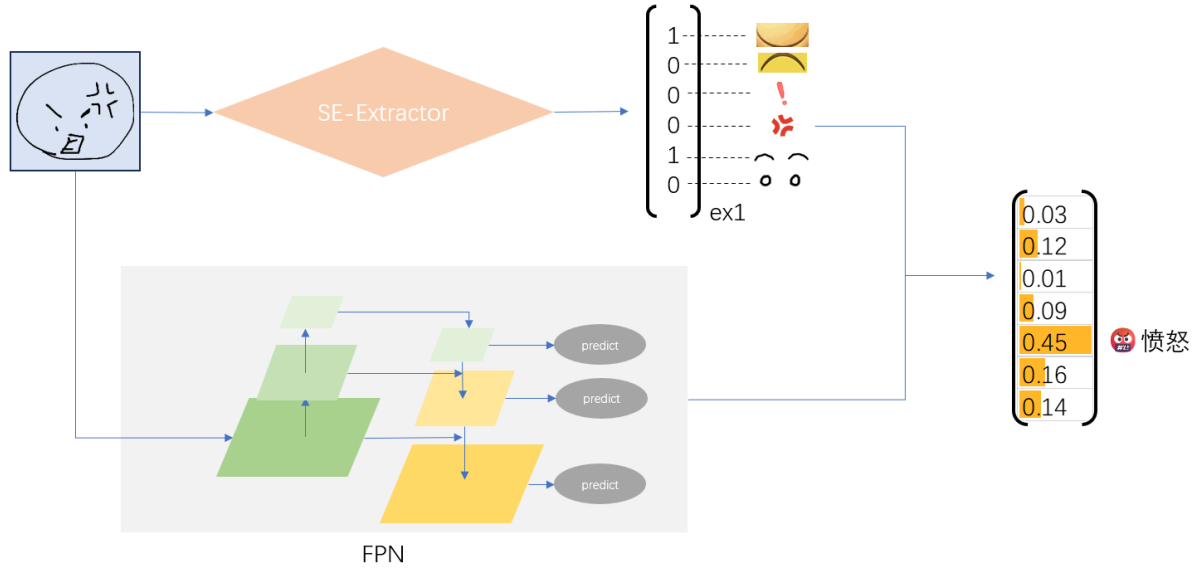 SE-Extractor
1
0
0
0
1
0
ex1
predict
predict
predict
FPN
0.03
0.12
0.01
0.09
0.45
0.16
0.14
愤怒